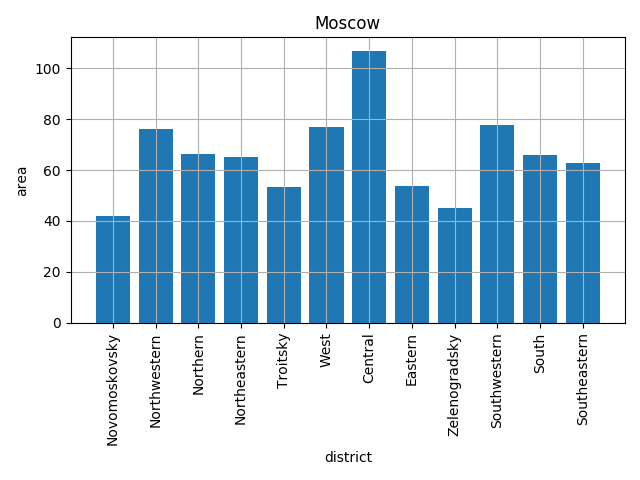 Moscow
area
100
80
60
40
20
0
Novomoskovsky
Northwestern
Northern
Northeastern
Troitsky
West
Central
Eastern
Zelenogradsky
Southwestern
South
Southeastern
district